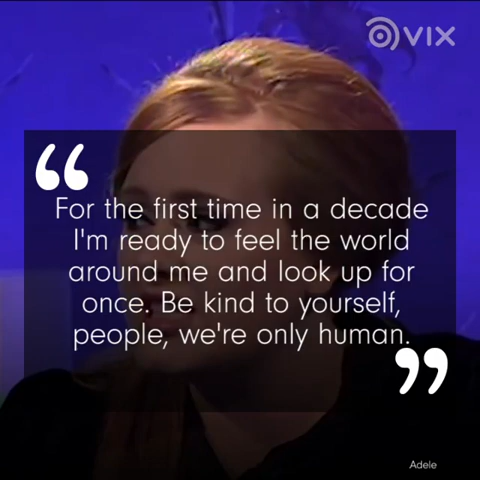 VIX
“
For the first time in a decade
I'm ready to feel the world
around me and look up for
once. Be kind to yourself,
people, we're only human.
”
Adele